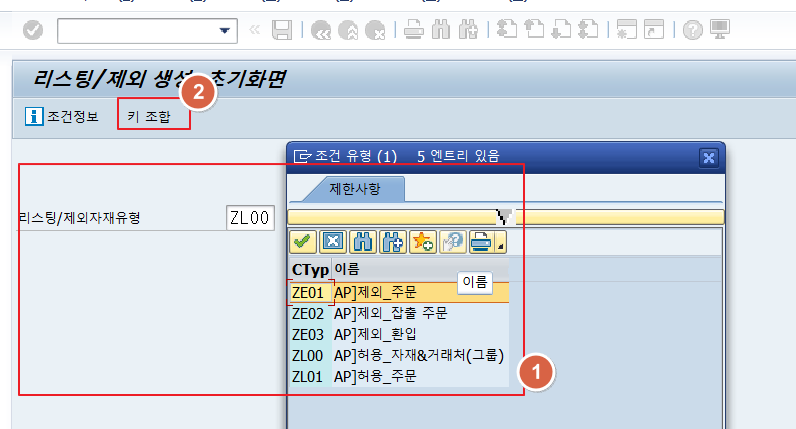 리스팅/제외 생성 초기화면
2
조건정보
키 조합
조건 유형 (1) 5 엔트리 있음
제한사항
리스팅/제외자재유형 ZL00
CTyp 이름
이름
ZE01 AP]제외_주문
ZE02 AP]제외_잡출 주문
ZE03 AP]제외_환입
ZL00 AP]허용_자재&거래처(그룹)
ZL01 AP]허용_주문
1